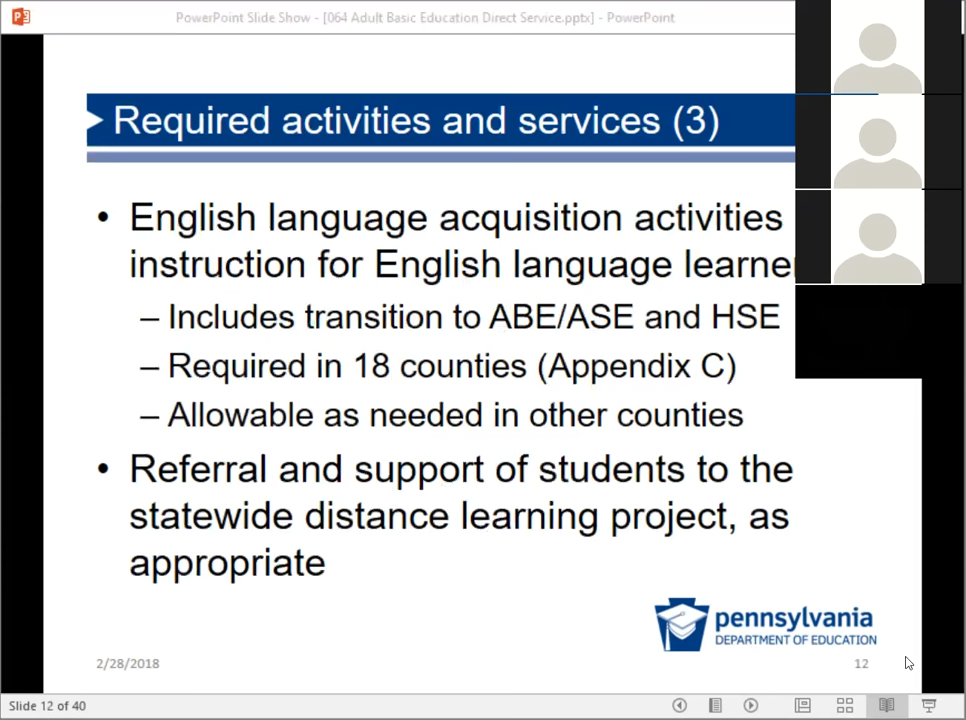 PowerPoint Slide Show - [064 Adult Basic Education Direct Service.pptx] - PowerPoint
Required activities and services (3)
• English language acquisition activities
instruction for English language
– Includes transition to ABE/ASE and HSE
– Required in 18 counties (Appendix C)
– Allowable as needed in other counties
• Referral and support of students to the
statewide distance learning project, as
appropriate
pennsylvania
DEPARTMENT OF EDUCATION
2/28/2018
12
Slide 12 of 40